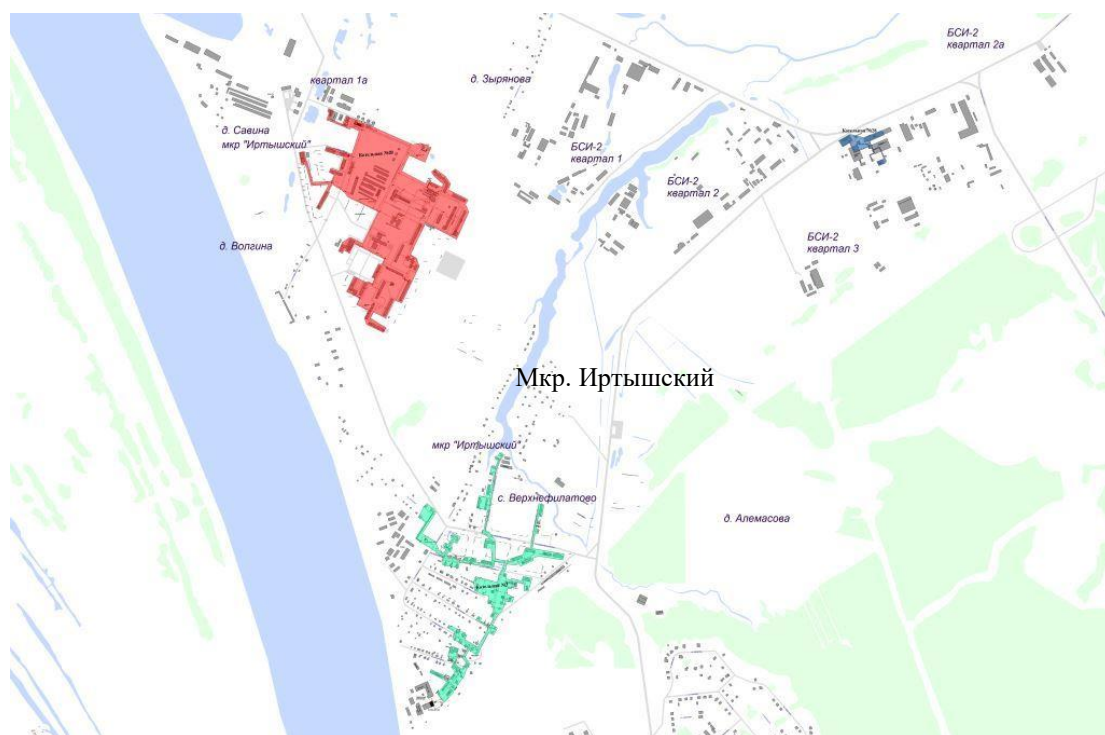 БСИ-2
квартал 2а
квартал 1а
д. Зырянова
д. Савина
мкр "Иртышский"
БСИ-2
квартал 1
БСИ-2
квартал 2
д. Волгина
БСИ-2
квартал 3
Мкр. Иртышский
мкр "Иртышский"
с. Верхнефилатово
д. Алемасова